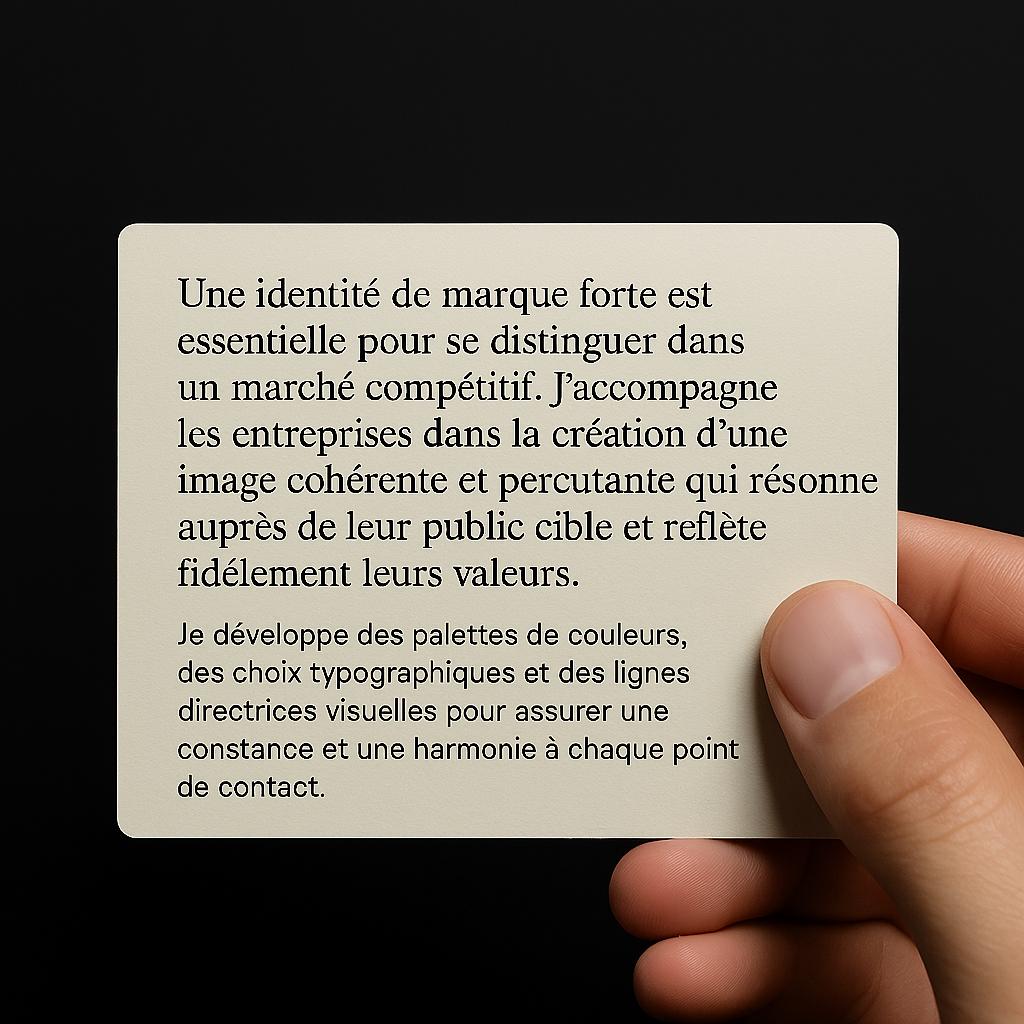 Une identité de marque forte est
essentielle pour se distinguer dans
un marché compétitif. J’accompagne
les entreprises dans la création d’une
image cohérente et percutante qui résonne
auprès de leur public cible et reflète
fidélement leurs valeurs.
Je développe des palettes de couleurs,
des choix typographiques et des lignes
directrices visuelles pour assurer une
constance et une harmonie à chaque point
de contact.